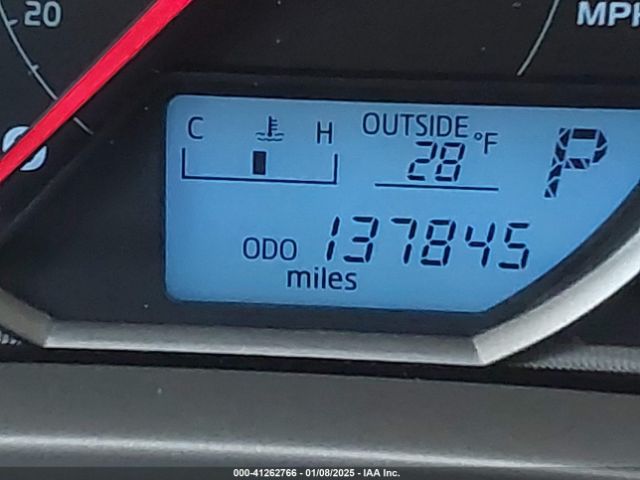 20
MPH
C H OUTSIDE
28 °F P
ODO 137845
miles
000-41262766 - 01/08/2025 - IAA Inc.